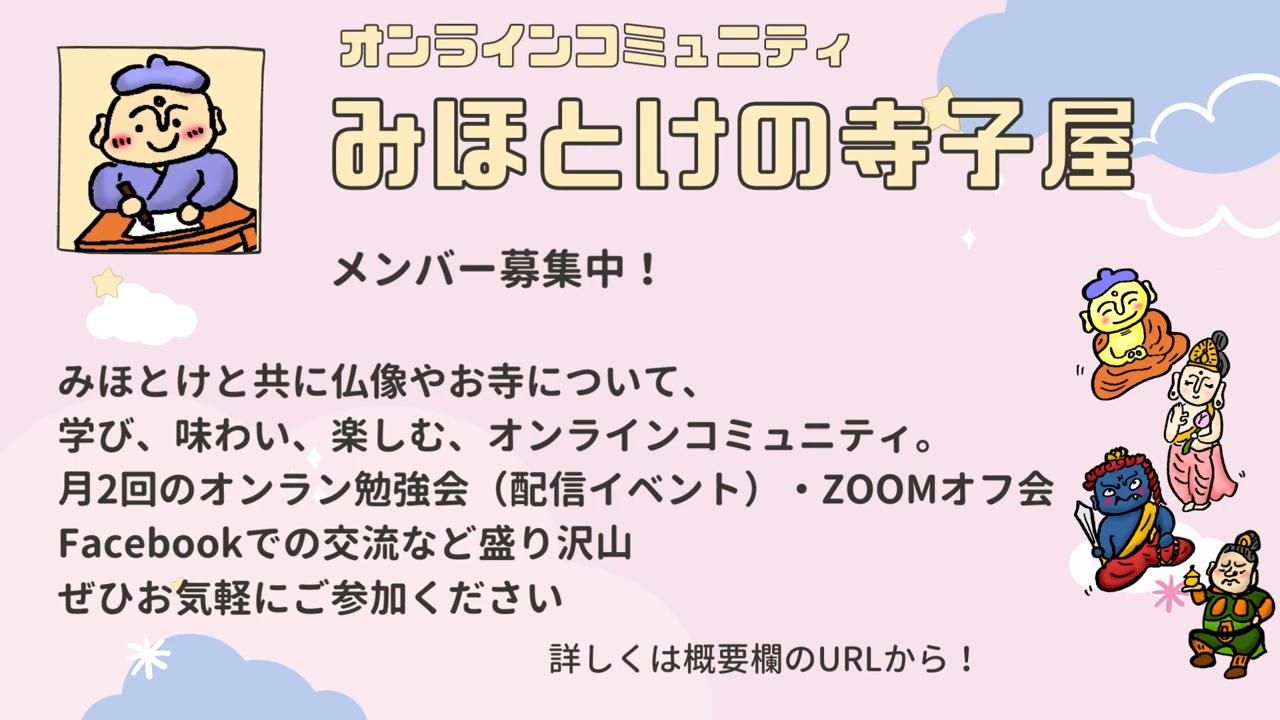 オンラインコミュニティ
みほとけの寺子屋
メンバー募集中！
みほとけと共に仏像やお寺について、
学び、味わい、楽しむ、オンラインコミュニティ。
月2回のオンラン勉強会（配信イベント）・ZOOMオフ会
Facebookでの交流など盛り沢山
ぜひお気軽にご参加ください
詳しくは概要欄のURLから！